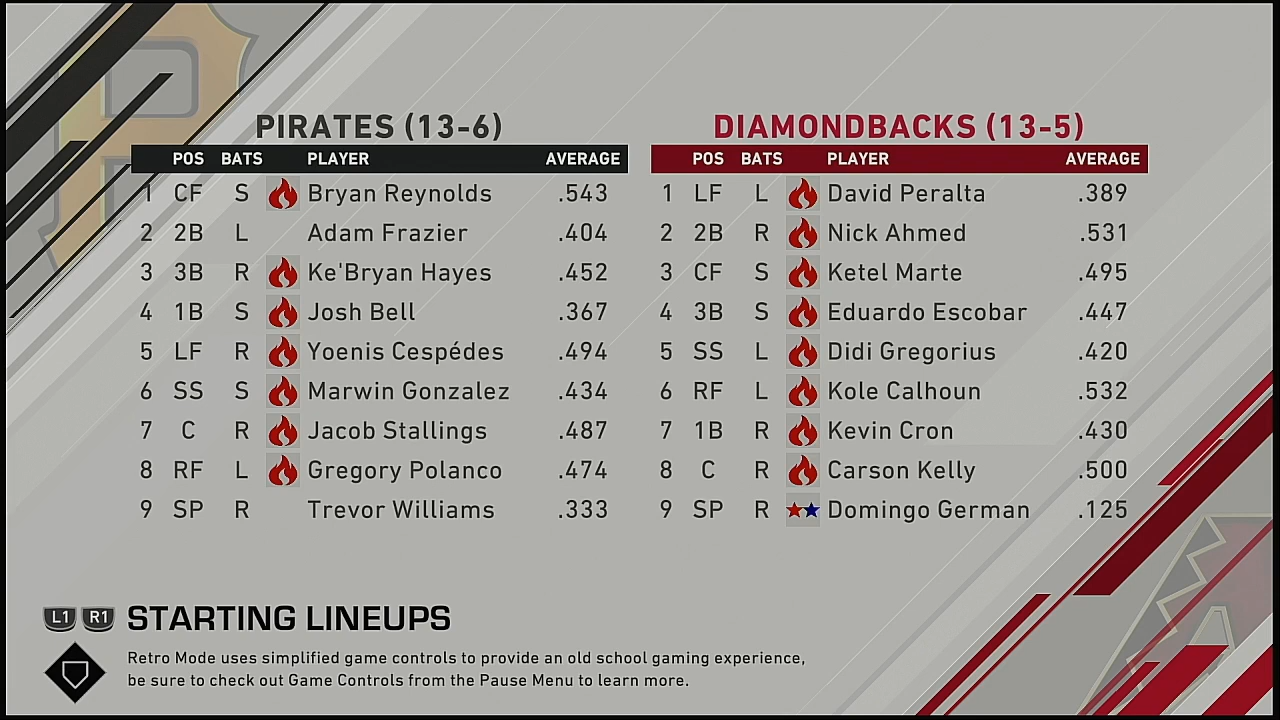 PIRATES (13-6)
POS BATS PLAYER AVERAGE
1 CF S Bryan Reynolds .543
2 2B L Adam Frazier .404
3 3B R Ke'Bryan Hayes .452
4 1B S Josh Bell .367
5 LF R Yoenis Cespédes .494
6 SS S Marwin Gonzalez .434
7 C R Jacob Stallings .487
8 RF L Gregory Polanco .474
9 SP R Trevor Williams .333
DIAMONDBACKS (13-5)
POS BATS PLAYER AVERAGE
1 LF L David Peralta .389
2 2B R Nick Ahmed .531
3 CF S Ketel Marte .495
4 3B S Eduardo Escobar .447
5 SS L Didi Gregorius .420
6 RF L Kole Calhoun .532
7 1B R Kevin Cron .430
8 C R Carson Kelly .500
9 SP R Domingo German .125
L1 R1 STARTING LINEUPS
Retro Mode uses simplified game controls to provide an old school gaming experience,
be sure to check out Game Controls from the Pause Menu to learn more.